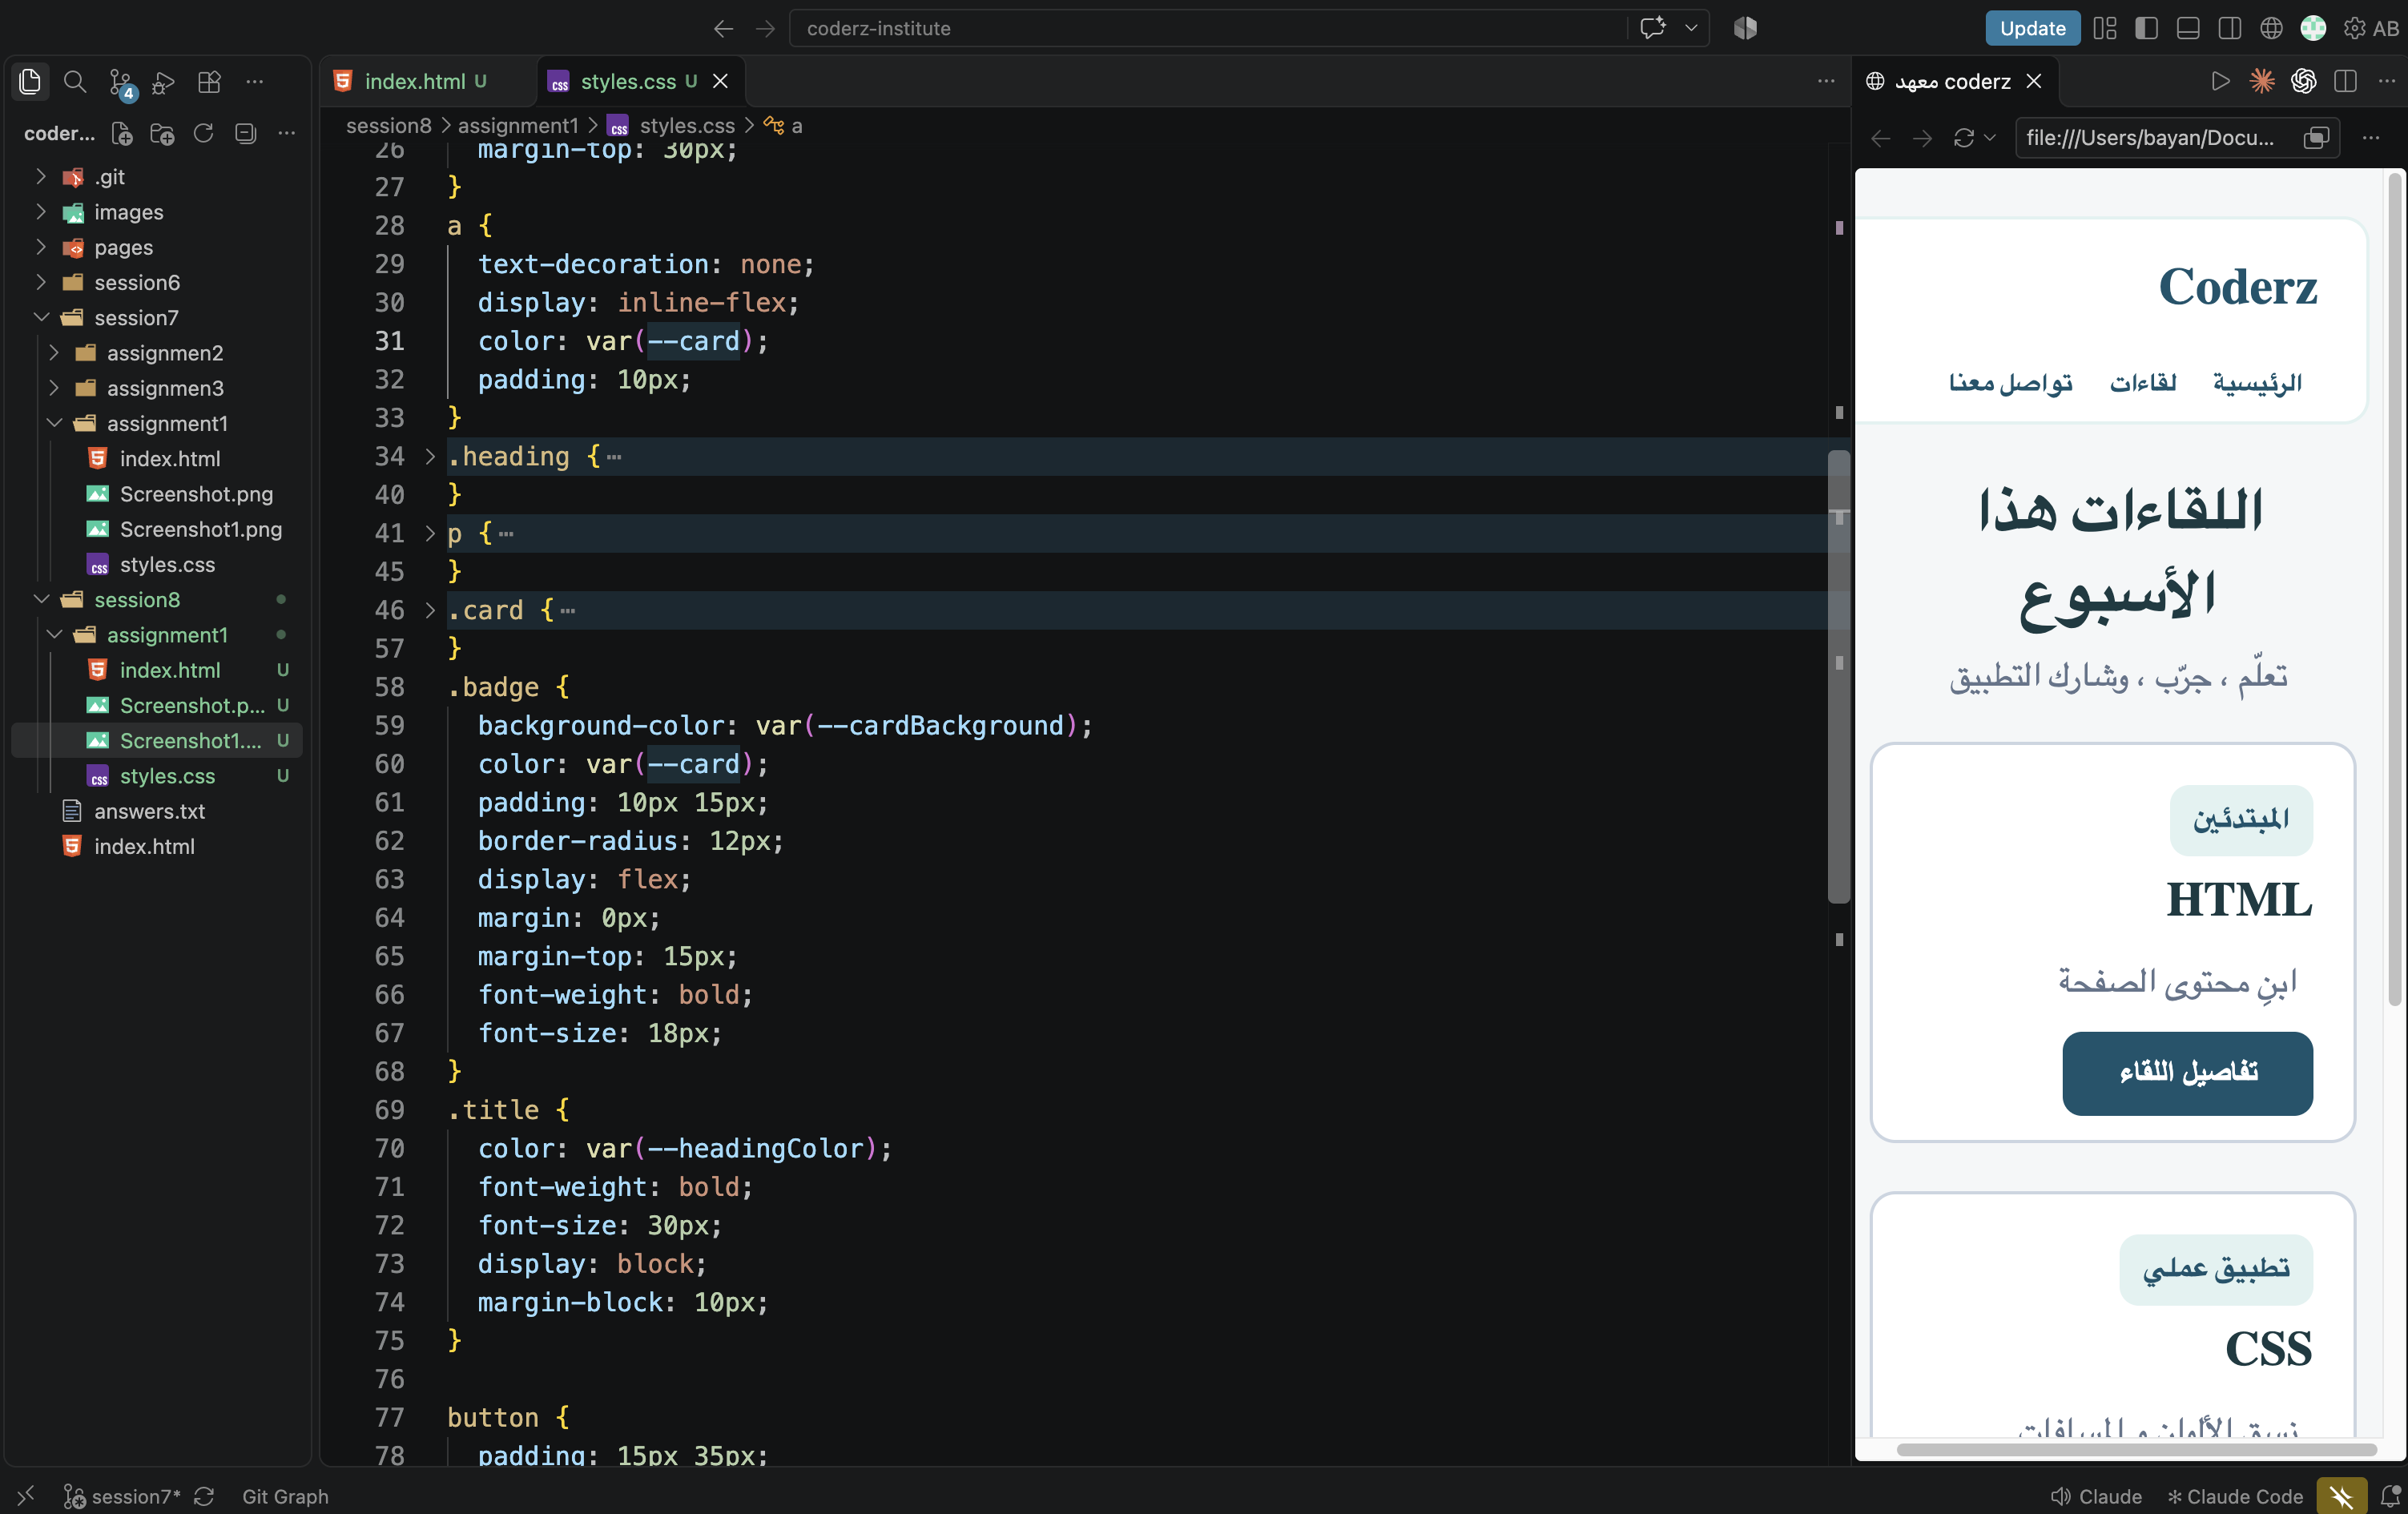 coderz-institute
Update
AB
4
index.html U
styles.css U
معهد coderz
coder...
session8 > assignment1 > styles.css > a
file:///Users/bayan/Docu...
.git
images
pages
session6
session7
assignmen2
assignmen3
assignment1
index.html
Screenshot.png
Screenshot1.png
styles.css
session8
assignment1
index.html U
Screenshot.p... U
Screenshot1.... U
styles.css U
answers.txt
index.html
26 margin-top: 30px;
27 }
28 a {
29 text-decoration: none;
30 display: inline-flex;
31 color: var(--card);
32 padding: 10px;
33 }
34 .heading {⋯
40 }
41 p {⋯
45 }
46 .card {⋯
57 }
58 .badge {
59 background-color: var(--cardBackground);
60 color: var(--card);
61 padding: 10px 15px;
62 border-radius: 12px;
63 display: flex;
64 margin: 0px;
65 margin-top: 15px;
66 font-weight: bold;
67 font-size: 18px;
68 }
69 .title {
70 color: var(--headingColor);
71 font-weight: bold;
72 font-size: 30px;
73 display: block;
74 margin-block: 10px;
75 }
76
77 button {
78 padding: 15px 35px;
Coderz
الرئيسية لقاءات تواصل معنا
اللقاءات هذا
الأسبوع
تعلّم ، جرّب ، وشارك التطبيق
المبتدئين
HTML
ابنِ محتوى الصفحة
تفاصيل اللقاء
تطبيق عملي
CSS
نسق الألوان و المسافات
session7*
Git Graph
Claude
Claude Code